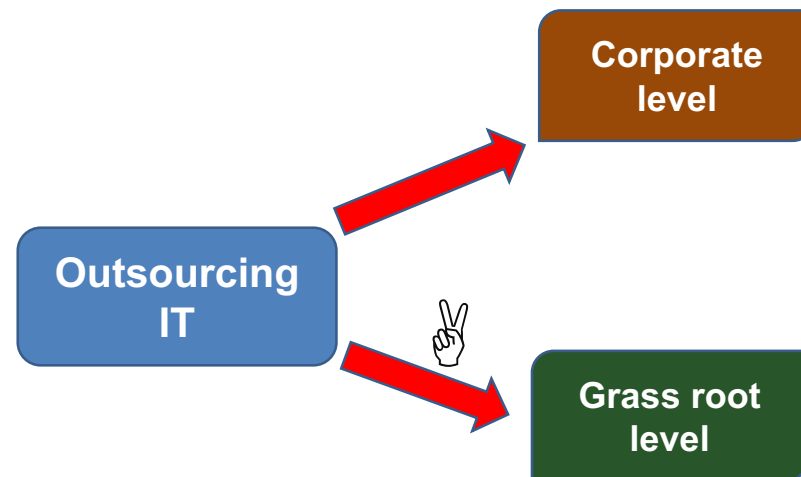 Corporate
level
Outsourcing
IT
Grass root
level